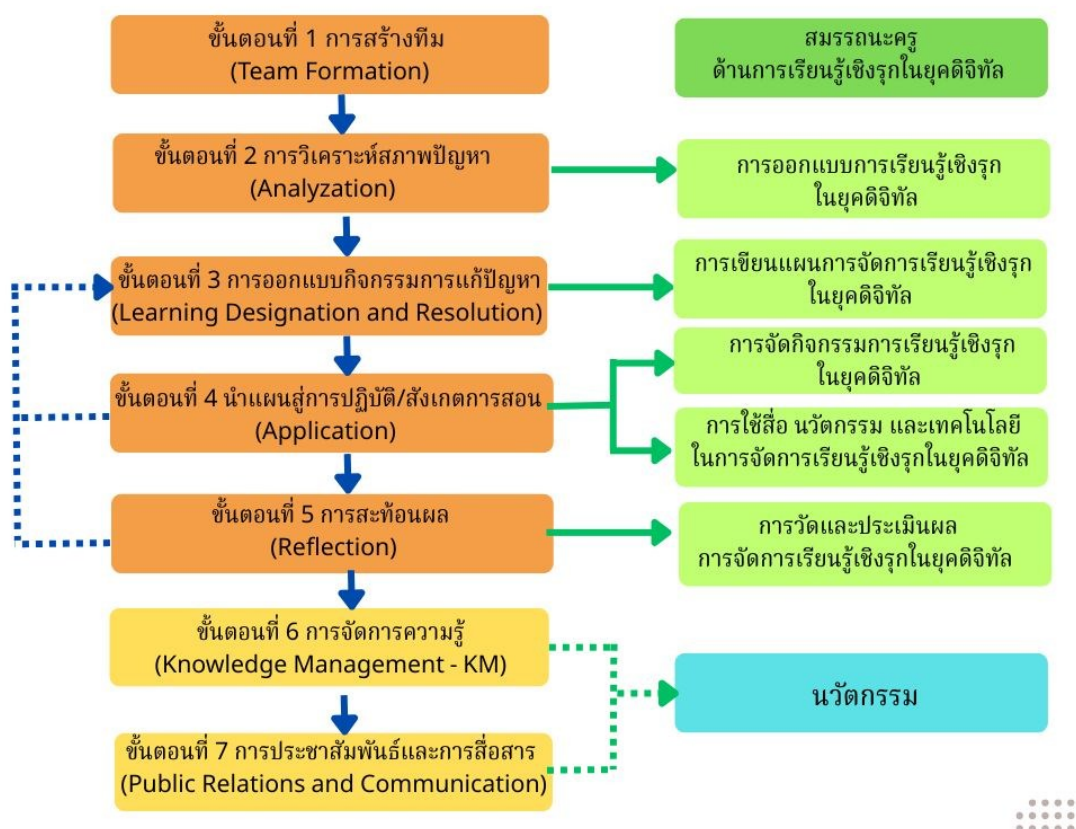 ขั้นตอนที่ 1 การสร้างทีม
(Team Formation)
สมรรถนะครู
ด้านการเรียนรู้เชิงรุกในยุคดิจิทัล
ขั้นตอนที่ 2 การวิเคราะห์สภาพปัญหา
(Analyzation)
การออกแบบการเรียนรู้เชิงรุก
ในยุคดิจิทัล
ขั้นตอนที่ 3 การออกแบบกิจกรรมการแก้ปัญหา
(Learning Designation and Resolution)
การเขียนแผนการจัดการเรียนรู้เชิงรุก
ในยุคดิจิทัล
ขั้นตอนที่ 4 นำแผนสู่การปฏิบัติ/สังเกตการสอน
(Application)
การจัดกิจกรรมการเรียนรู้เชิงรุก
ในยุคดิจิทัล
การใช้สื่อ นวัตกรรม และเทคโนโลยี
ในการจัดการเรียนรู้เชิงรุกในยุคดิจิทัล
ขั้นตอนที่ 5 การสะท้อนผล
(Reflection)
การวัดและประเมินผล
การจัดการเรียนรู้เชิงรุกในยุคดิจิทัล
ขั้นตอนที่ 6 การจัดการความรู้
(Knowledge Management - KM)
นวัตกรรม
ขั้นตอนที่ 7 การประชาสัมพันธ์และการสื่อสาร
(Public Relations and Communication)